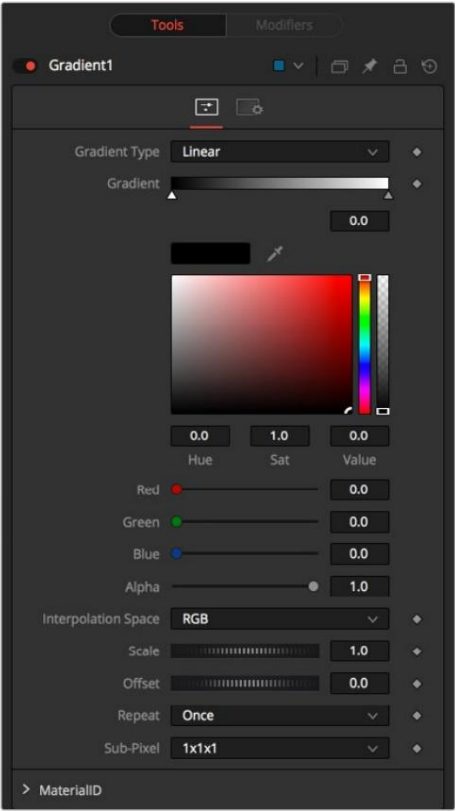 Tools Modifiers
Gradient1
Gradient Type Linear
Gradient
0.0
0.0 1.0 0.0
Hue Sat Value
Red 0.0
Green 0.0
Blue 0.0
Alpha 1.0
Interpolation Space RGB
Scale 1.0
Offset 0.0
Repeat Once
Sub-Pixel 1x1x1
MaterialID